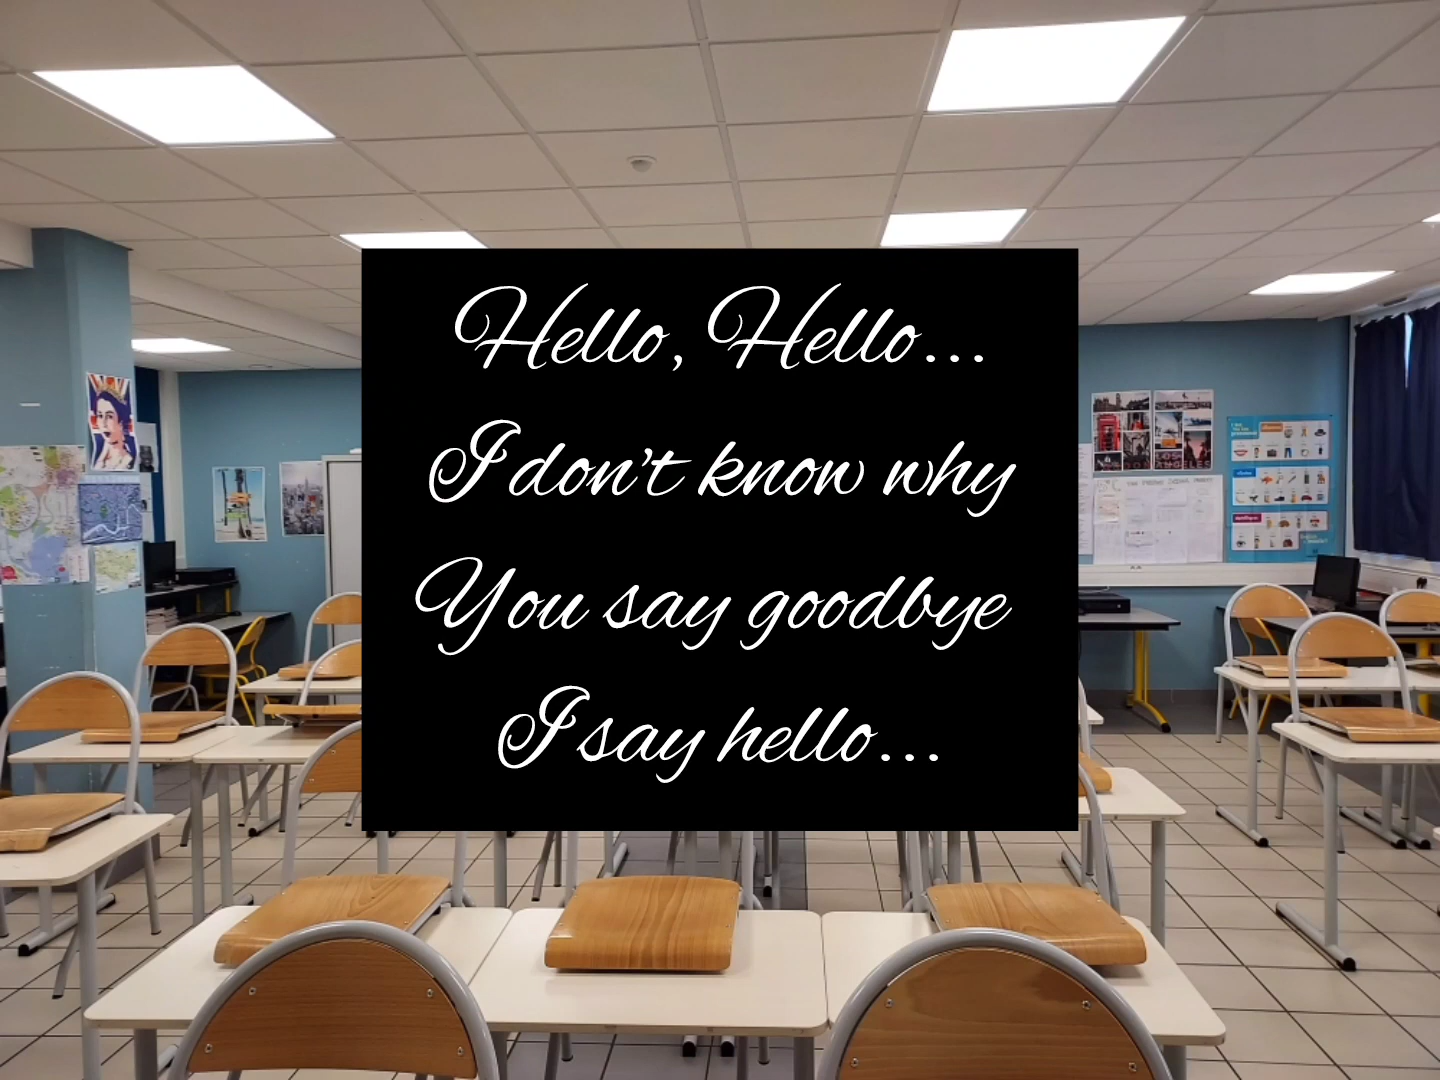 Hello, Hello...
I don't know why
You say goodbye
I say hello...